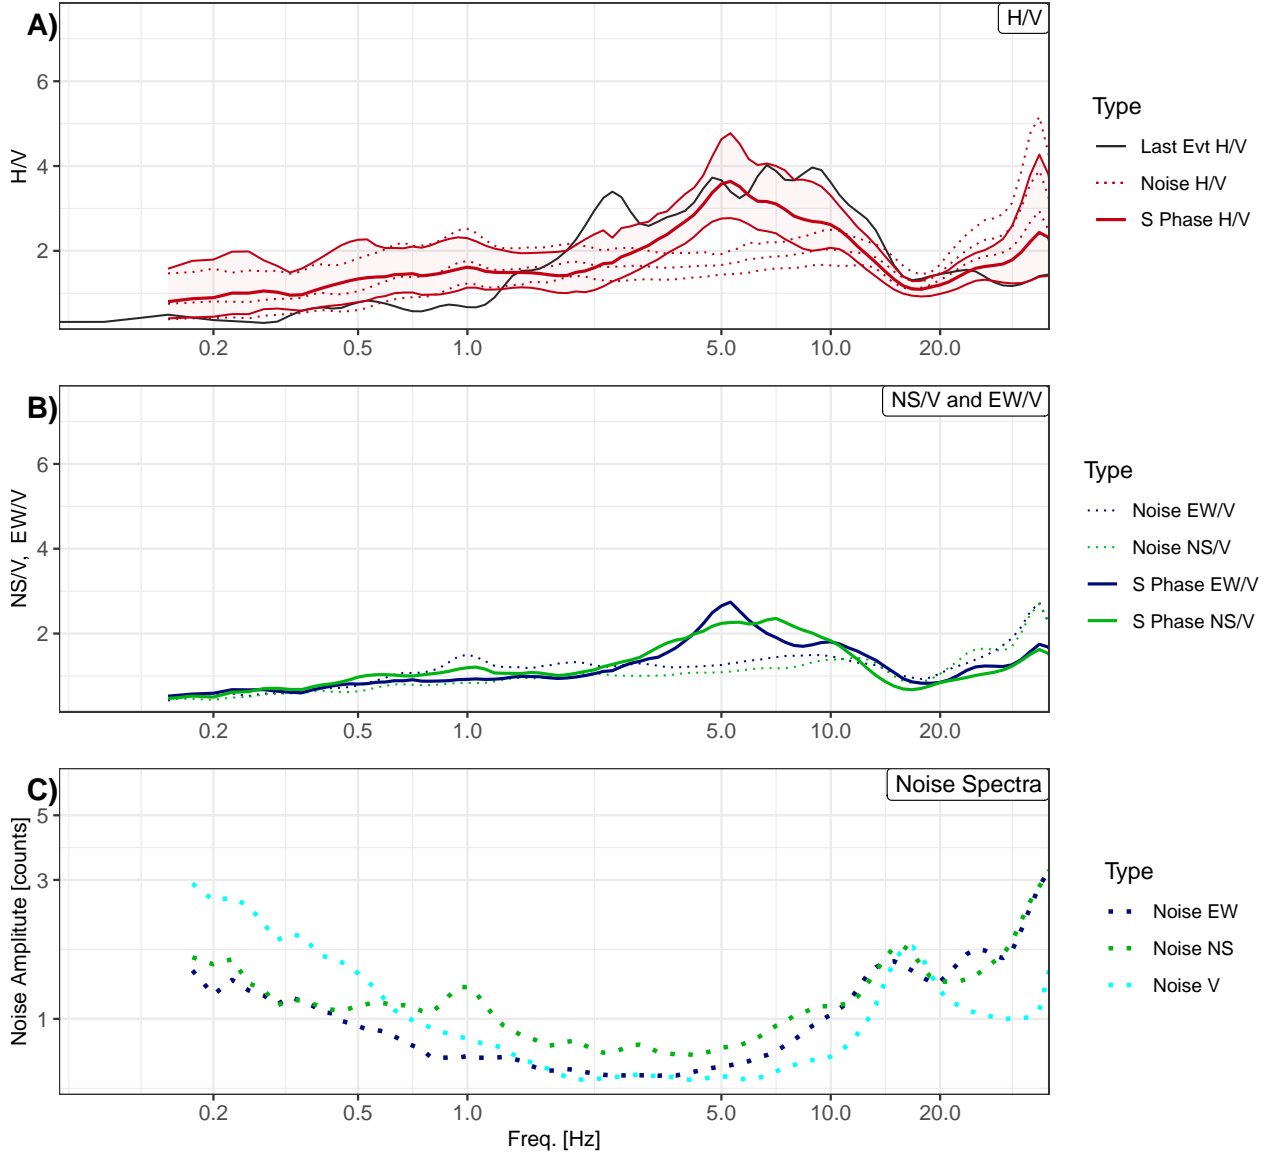 A)
H/V
6
4
2
H/V
0.2 0.5 1.0 5.0 10.0 20.0
Type
Last Evt H/V
Noise H/V
S Phase H/V
B)
NS/V and EW/V
6
4
2
NS/V, EW/V
0.2 0.5 1.0 5.0 10.0 20.0
Type
Noise EW/V
Noise NS/V
S Phase EW/V
S Phase NS/V
C)
Noise Spectra
5
3
1
Noise Amplitude [counts]
0.2 0.5 1.0 5.0 10.0 20.0
Freq. [Hz]
Type
Noise EW
Noise NS
Noise V